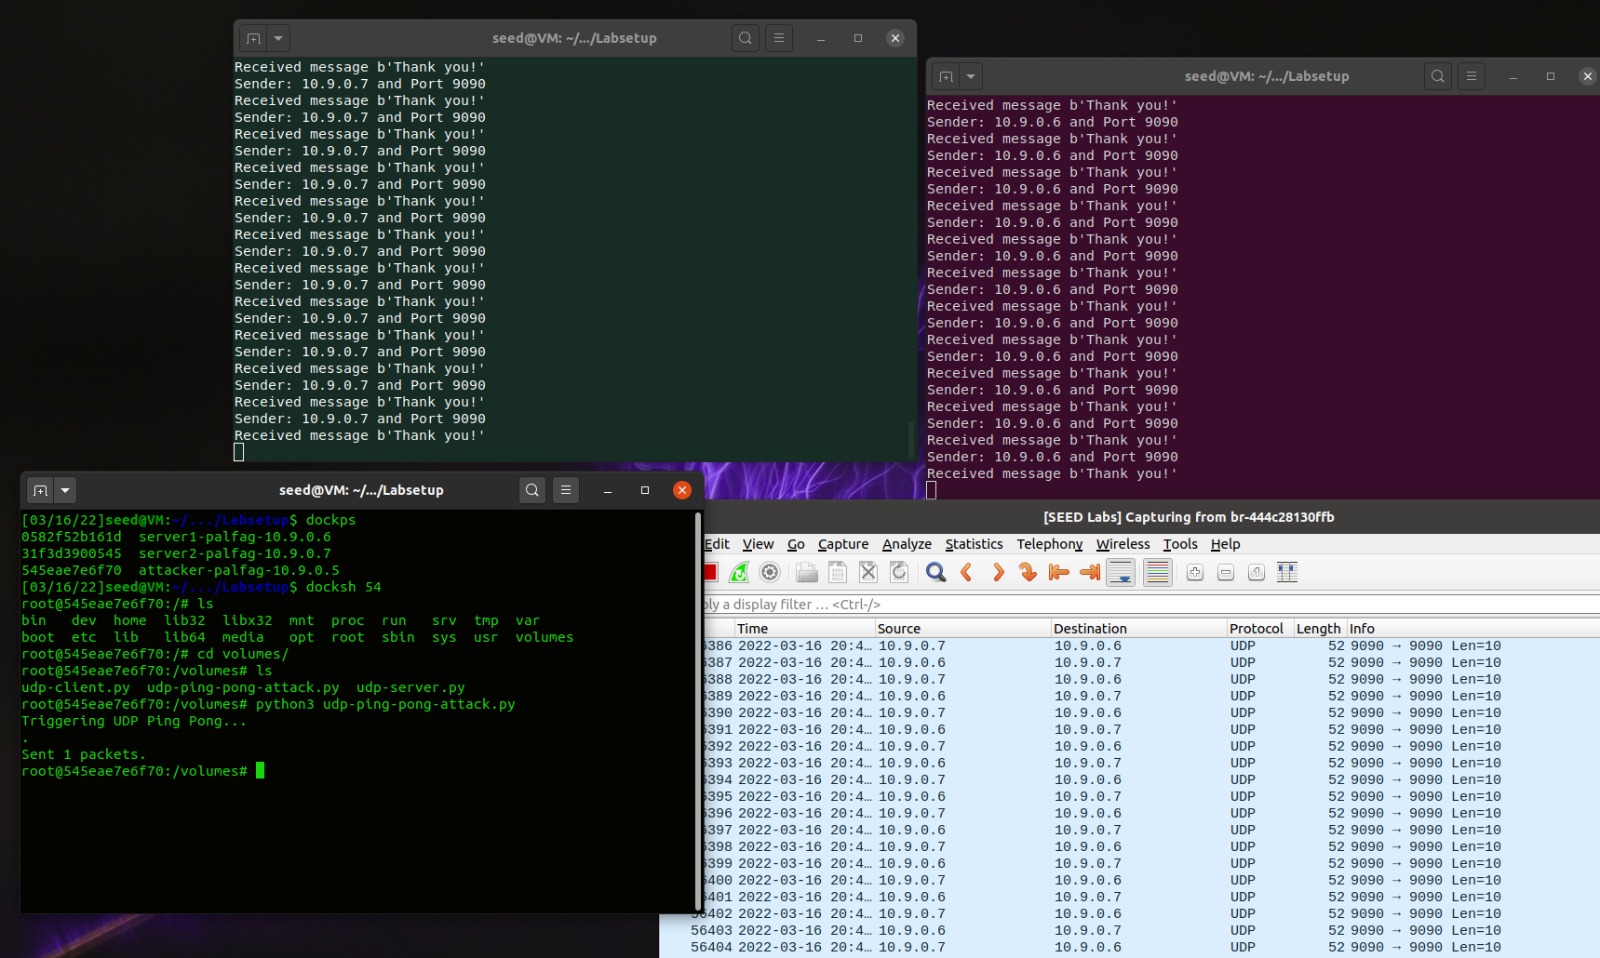 seed@VM: ~/.../Labsetup
Received message b'Thank you!'
Sender: 10.9.0.7 and Port 9090
Received message b'Thank you!'
Sender: 10.9.0.7 and Port 9090
Received message b'Thank you!'
Sender: 10.9.0.7 and Port 9090
Received message b'Thank you!'
Sender: 10.9.0.7 and Port 9090
Received message b'Thank you!'
Sender: 10.9.0.7 and Port 9090
Received message b'Thank you!'
Sender: 10.9.0.7 and Port 9090
Received message b'Thank you!'
Sender: 10.9.0.7 and Port 9090
Received message b'Thank you!'
Sender: 10.9.0.7 and Port 9090
Received message b'Thank you!'
Sender: 10.9.0.7 and Port 9090
Received message b'Thank you!'
Sender: 10.9.0.7 and Port 9090
Received message b'Thank you!'
Sender: 10.9.0.7 and Port 9090
Received message b'Thank you!'
seed@VM: ~/.../Labsetup
Received message b'Thank you!'
Sender: 10.9.0.6 and Port 9090
Received message b'Thank you!'
Sender: 10.9.0.6 and Port 9090
Received message b'Thank you!'
Sender: 10.9.0.6 and Port 9090
Received message b'Thank you!'
Sender: 10.9.0.6 and Port 9090
Received message b'Thank you!'
Sender: 10.9.0.6 and Port 9090
Received message b'Thank you!'
Sender: 10.9.0.6 and Port 9090
Received message b'Thank you!'
Sender: 10.9.0.6 and Port 9090
Received message b'Thank you!'
Sender: 10.9.0.6 and Port 9090
Received message b'Thank you!'
Sender: 10.9.0.6 and Port 9090
Received message b'Thank you!'
Sender: 10.9.0.6 and Port 9090
Received message b'Thank you!'
Sender: 10.9.0.6 and Port 9090
Received message b'Thank you!'
seed@VM: ~/.../Labsetup
[03/16/22]seed@VM:~/.../Labsetup$ dockps
0582f52b161d  server1-palfag-10.9.0.6
31f3d3900545  server2-palfag-10.9.0.7
545eae7e6f70  attacker-palfag-10.9.0.5
[03/16/22]seed@VM:~/.../Labsetup$ docksh 54
root@545eae7e6f70:/# ls
bin   dev  home  lib32  libx32  mnt  proc  run   srv  tmp  var
boot  etc  lib   lib64  media   opt  root  sbin  sys  usr  volumes
root@545eae7e6f70:/# cd volumes/
root@545eae7e6f70:/volumes# ls
udp-client.py  udp-ping-pong-attack.py  udp-server.py
root@545eae7e6f70:/volumes# python3 udp-ping-pong-attack.py
Triggering UDP Ping Pong...
.
Sent 1 packets.
root@545eae7e6f70:/volumes#
[SEED Labs] Capturing from br-444c28130ffb
Edit View Go Capture Analyze Statistics Telephony Wireless Tools Help
ply a display filter … <Ctrl-/>
Time Source Destination Protocol Length Info
6386 2022-03-16 20:4… 10.9.0.7 10.9.0.6 UDP 52 9090 → 9090 Len=10
6387 2022-03-16 20:4… 10.9.0.6 10.9.0.7 UDP 52 9090 → 9090 Len=10
6388 2022-03-16 20:4… 10.9.0.7 10.9.0.6 UDP 52 9090 → 9090 Len=10
6389 2022-03-16 20:4… 10.9.0.6 10.9.0.7 UDP 52 9090 → 9090 Len=10
6390 2022-03-16 20:4… 10.9.0.7 10.9.0.6 UDP 52 9090 → 9090 Len=10
6391 2022-03-16 20:4… 10.9.0.6 10.9.0.7 UDP 52 9090 → 9090 Len=10
6392 2022-03-16 20:4… 10.9.0.7 10.9.0.6 UDP 52 9090 → 9090 Len=10
6393 2022-03-16 20:4… 10.9.0.6 10.9.0.7 UDP 52 9090 → 9090 Len=10
6394 2022-03-16 20:4… 10.9.0.7 10.9.0.6 UDP 52 9090 → 9090 Len=10
6395 2022-03-16 20:4… 10.9.0.6 10.9.0.7 UDP 52 9090 → 9090 Len=10
6396 2022-03-16 20:4… 10.9.0.7 10.9.0.6 UDP 52 9090 → 9090 Len=10
6397 2022-03-16 20:4… 10.9.0.6 10.9.0.7 UDP 52 9090 → 9090 Len=10
6398 2022-03-16 20:4… 10.9.0.7 10.9.0.6 UDP 52 9090 → 9090 Len=10
6399 2022-03-16 20:4… 10.9.0.6 10.9.0.7 UDP 52 9090 → 9090 Len=10
6400 2022-03-16 20:4… 10.9.0.7 10.9.0.6 UDP 52 9090 → 9090 Len=10
6401 2022-03-16 20:4… 10.9.0.6 10.9.0.7 UDP 52 9090 → 9090 Len=10
56402 2022-03-16 20:4… 10.9.0.7 10.9.0.6 UDP 52 9090 → 9090 Len=10
56403 2022-03-16 20:4… 10.9.0.6 10.9.0.7 UDP 52 9090 → 9090 Len=10
56404 2022-03-16 20:4… 10.9.0.7 10.9.0.6 UDP 52 9090 → 9090 Len=10